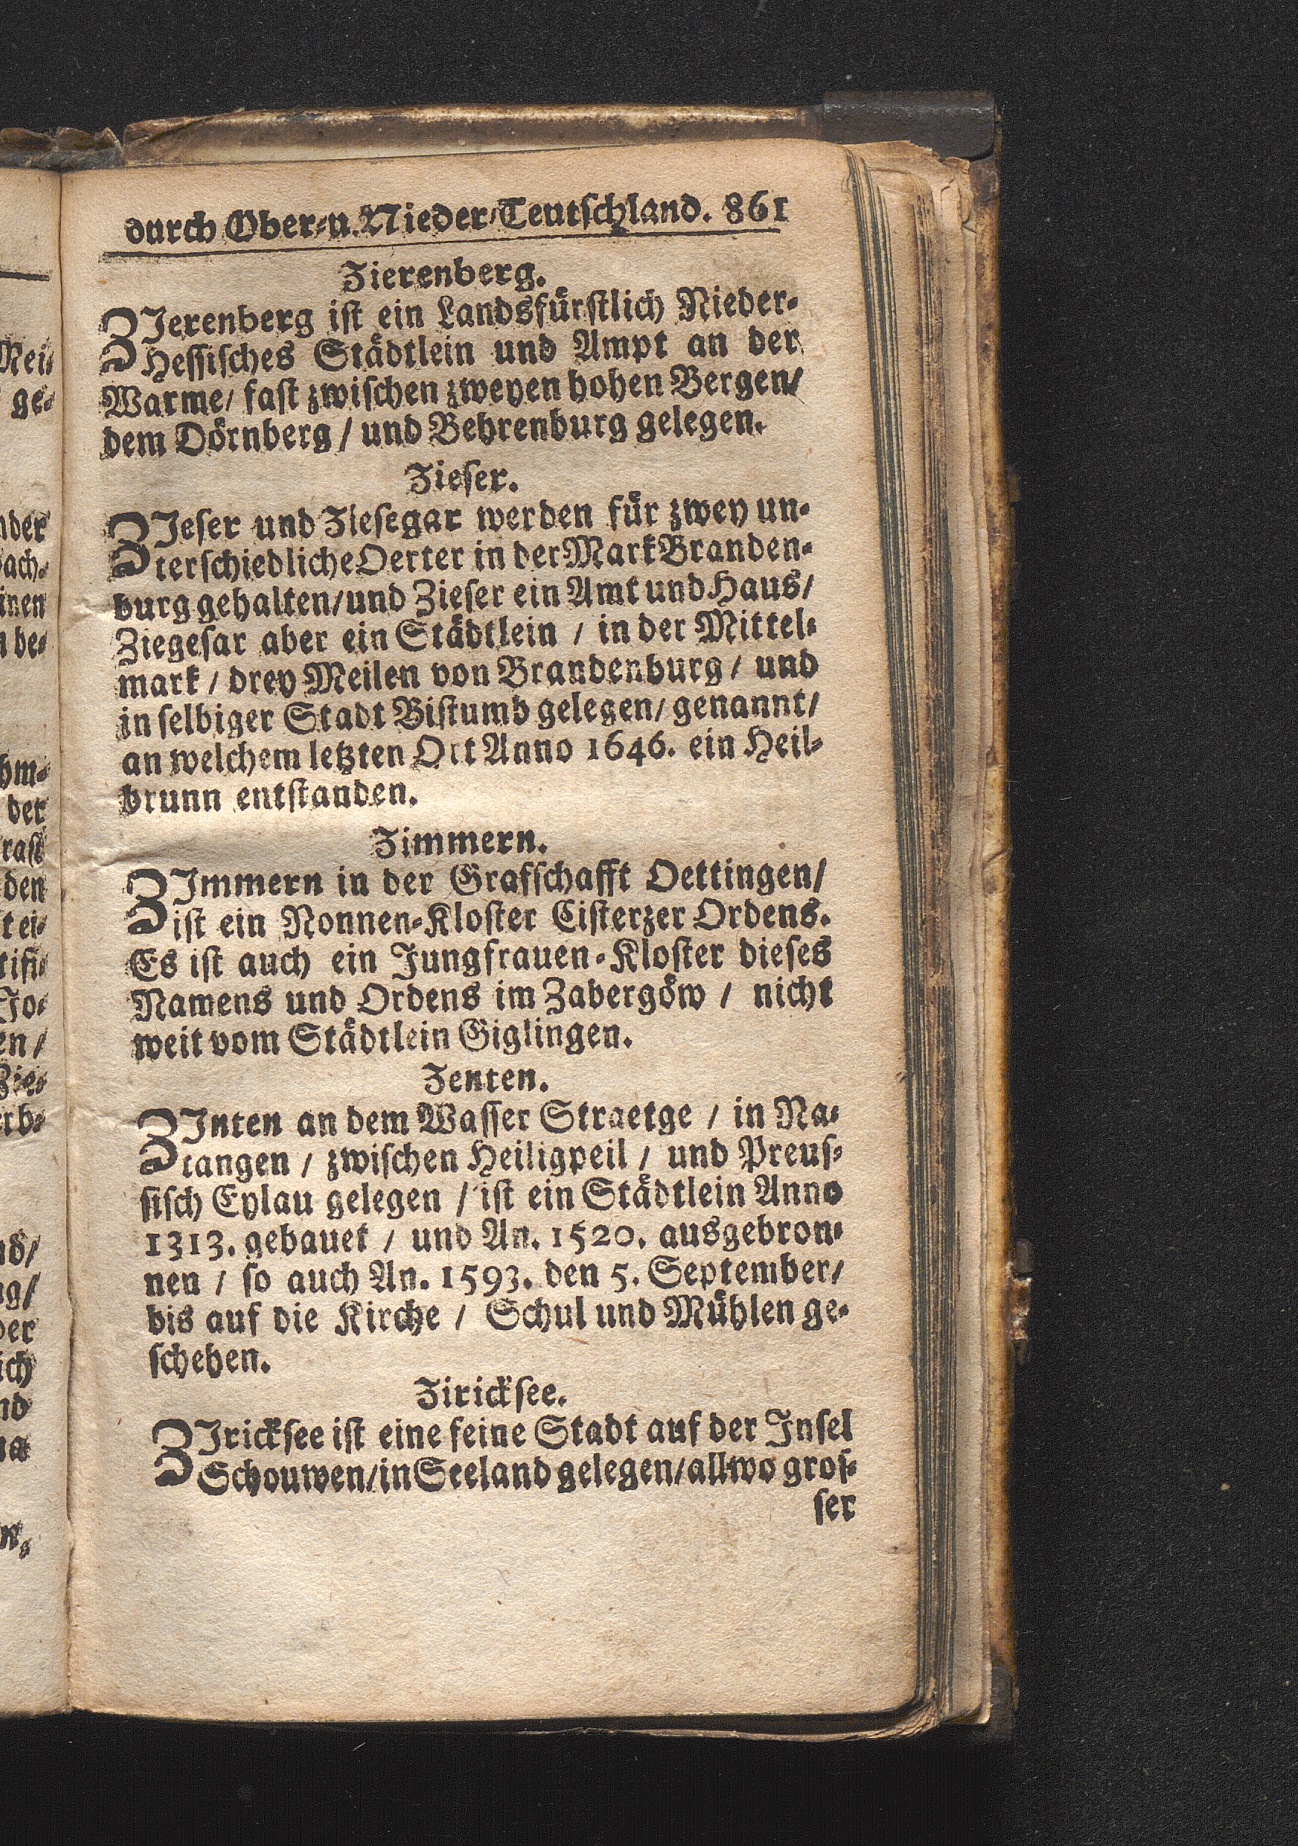 durch Ober- u. Nieder-Teutschland. 861
Zierenberg.
ZIerenberg ist ein Landsfürstlich Nieder-
Hessisches Städtlein und Ampt an der
Warme / fast zwischen zweyen hohen Bergen /
dem Dörnberg / und Behrenburg gelegen.
Zieser.
ZIeser und Ziesegar werden für zwey un-
terschiedliche Oerter in der Mark Branden-
burg gehalten / und Zieser ein Amt und Haus /
Ziegesar aber ein Städtlein / in der Mittel-
mark / drey Meilen von Brandenburg / und
in selbiger Stadt Bistumb gelegen / genannt /
an welchem letzten Ort Anno 1646. ein Heil-
brunn entstanden.
Zimmern.
ZImmern in der Grafschafft Oettingen /
ist ein Nonnen-Kloster Cisterzer Ordens.
Es ist auch ein Jungfrauen-Kloster dieses
Namens und Ordens im Zabergöw / nicht
weit vom Städtlein Giglingen.
Zenten.
ZInten an dem Wasser Straetge / in Na-
tangen / zwischen Heiligpeil / und Preus-
sisch Eylau gelegen / ist ein Städtlein Anno
1313. gebauet / und An. 1520. ausgebron-
nen / so auch An. 1593. den 5. September /
bis auf die Kirche / Schul und Mühlen ge-
schehen.
Ziricksee.
ZIricksee ist eine feine Stadt auf der Insel
Schouwen / in Seeland gelegen / allwo gros-
ser